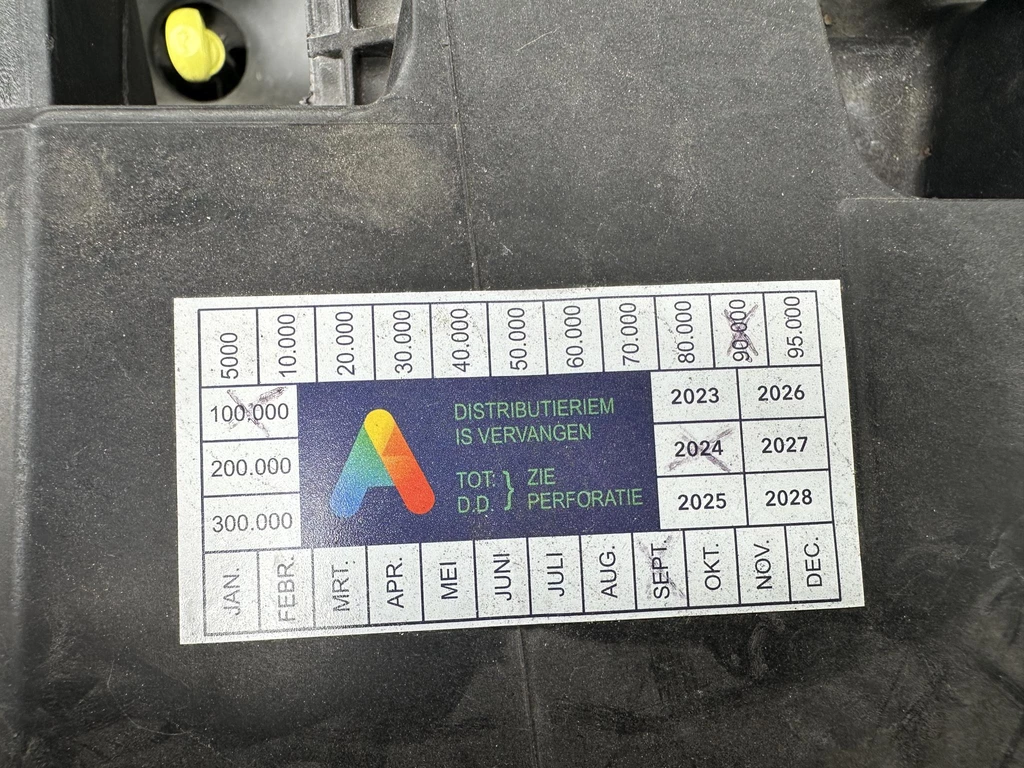 5000 10.000 20.000 30.000 40.000 50.000 60.000 70.000 80.000 90.000 95.000
100.000
200.000
300.000
DISTRIBUTIERIEM
IS VERVANGEN
TOT: } ZIE
D.D. PERFORATIE
2023 2026
2024 2027
2025 2028
JAN. FEBR. MRT. APR. MEI JUNI JULI AUG. SEPT. OKT. NOV. DEC.